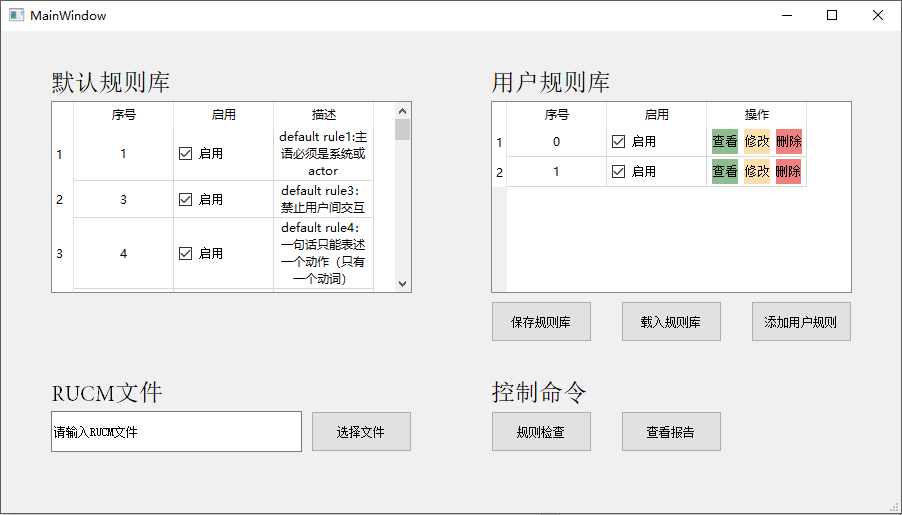 MainWindow
默认规则库
序号 启用 描述
1 1 启用 default rule1:主
语必须是系统或
actor
2 3 启用 default rule3：
禁止用户间交互
3 4 启用 default rule4：
一句话只能表述
一个动作（只有
一个动词）
用户规则库
序号 启用 操作
1 0 启用 查看 修改 删除
2 1 启用 查看 修改 删除
保存规则库 载入规则库 添加用户规则
RUCM文件
请输入RUCM文件 选择文件
控制命令
规则检查 查看报告